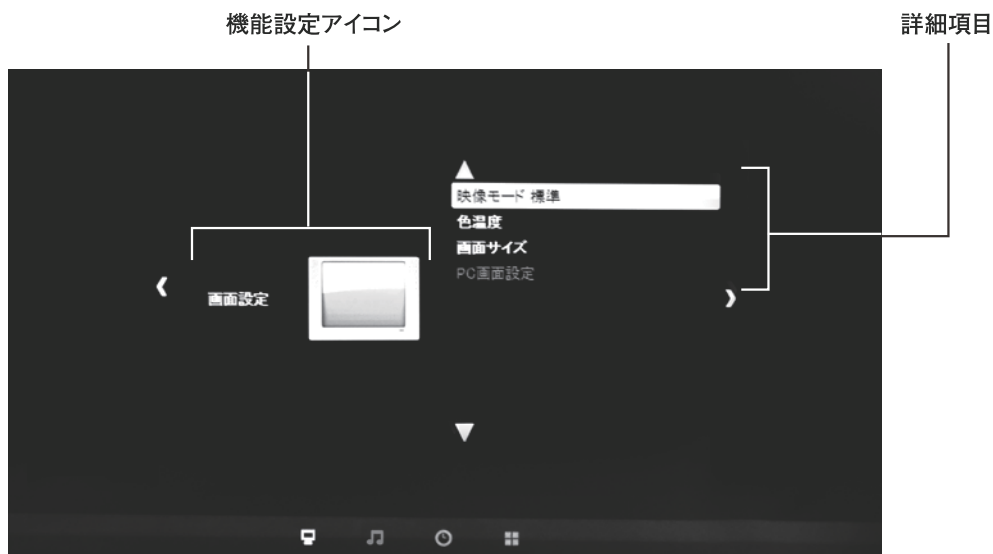 機能設定アイコン
詳細項目
映像モード 標準
色温度
画面サイズ
PC画面設定
画面設定